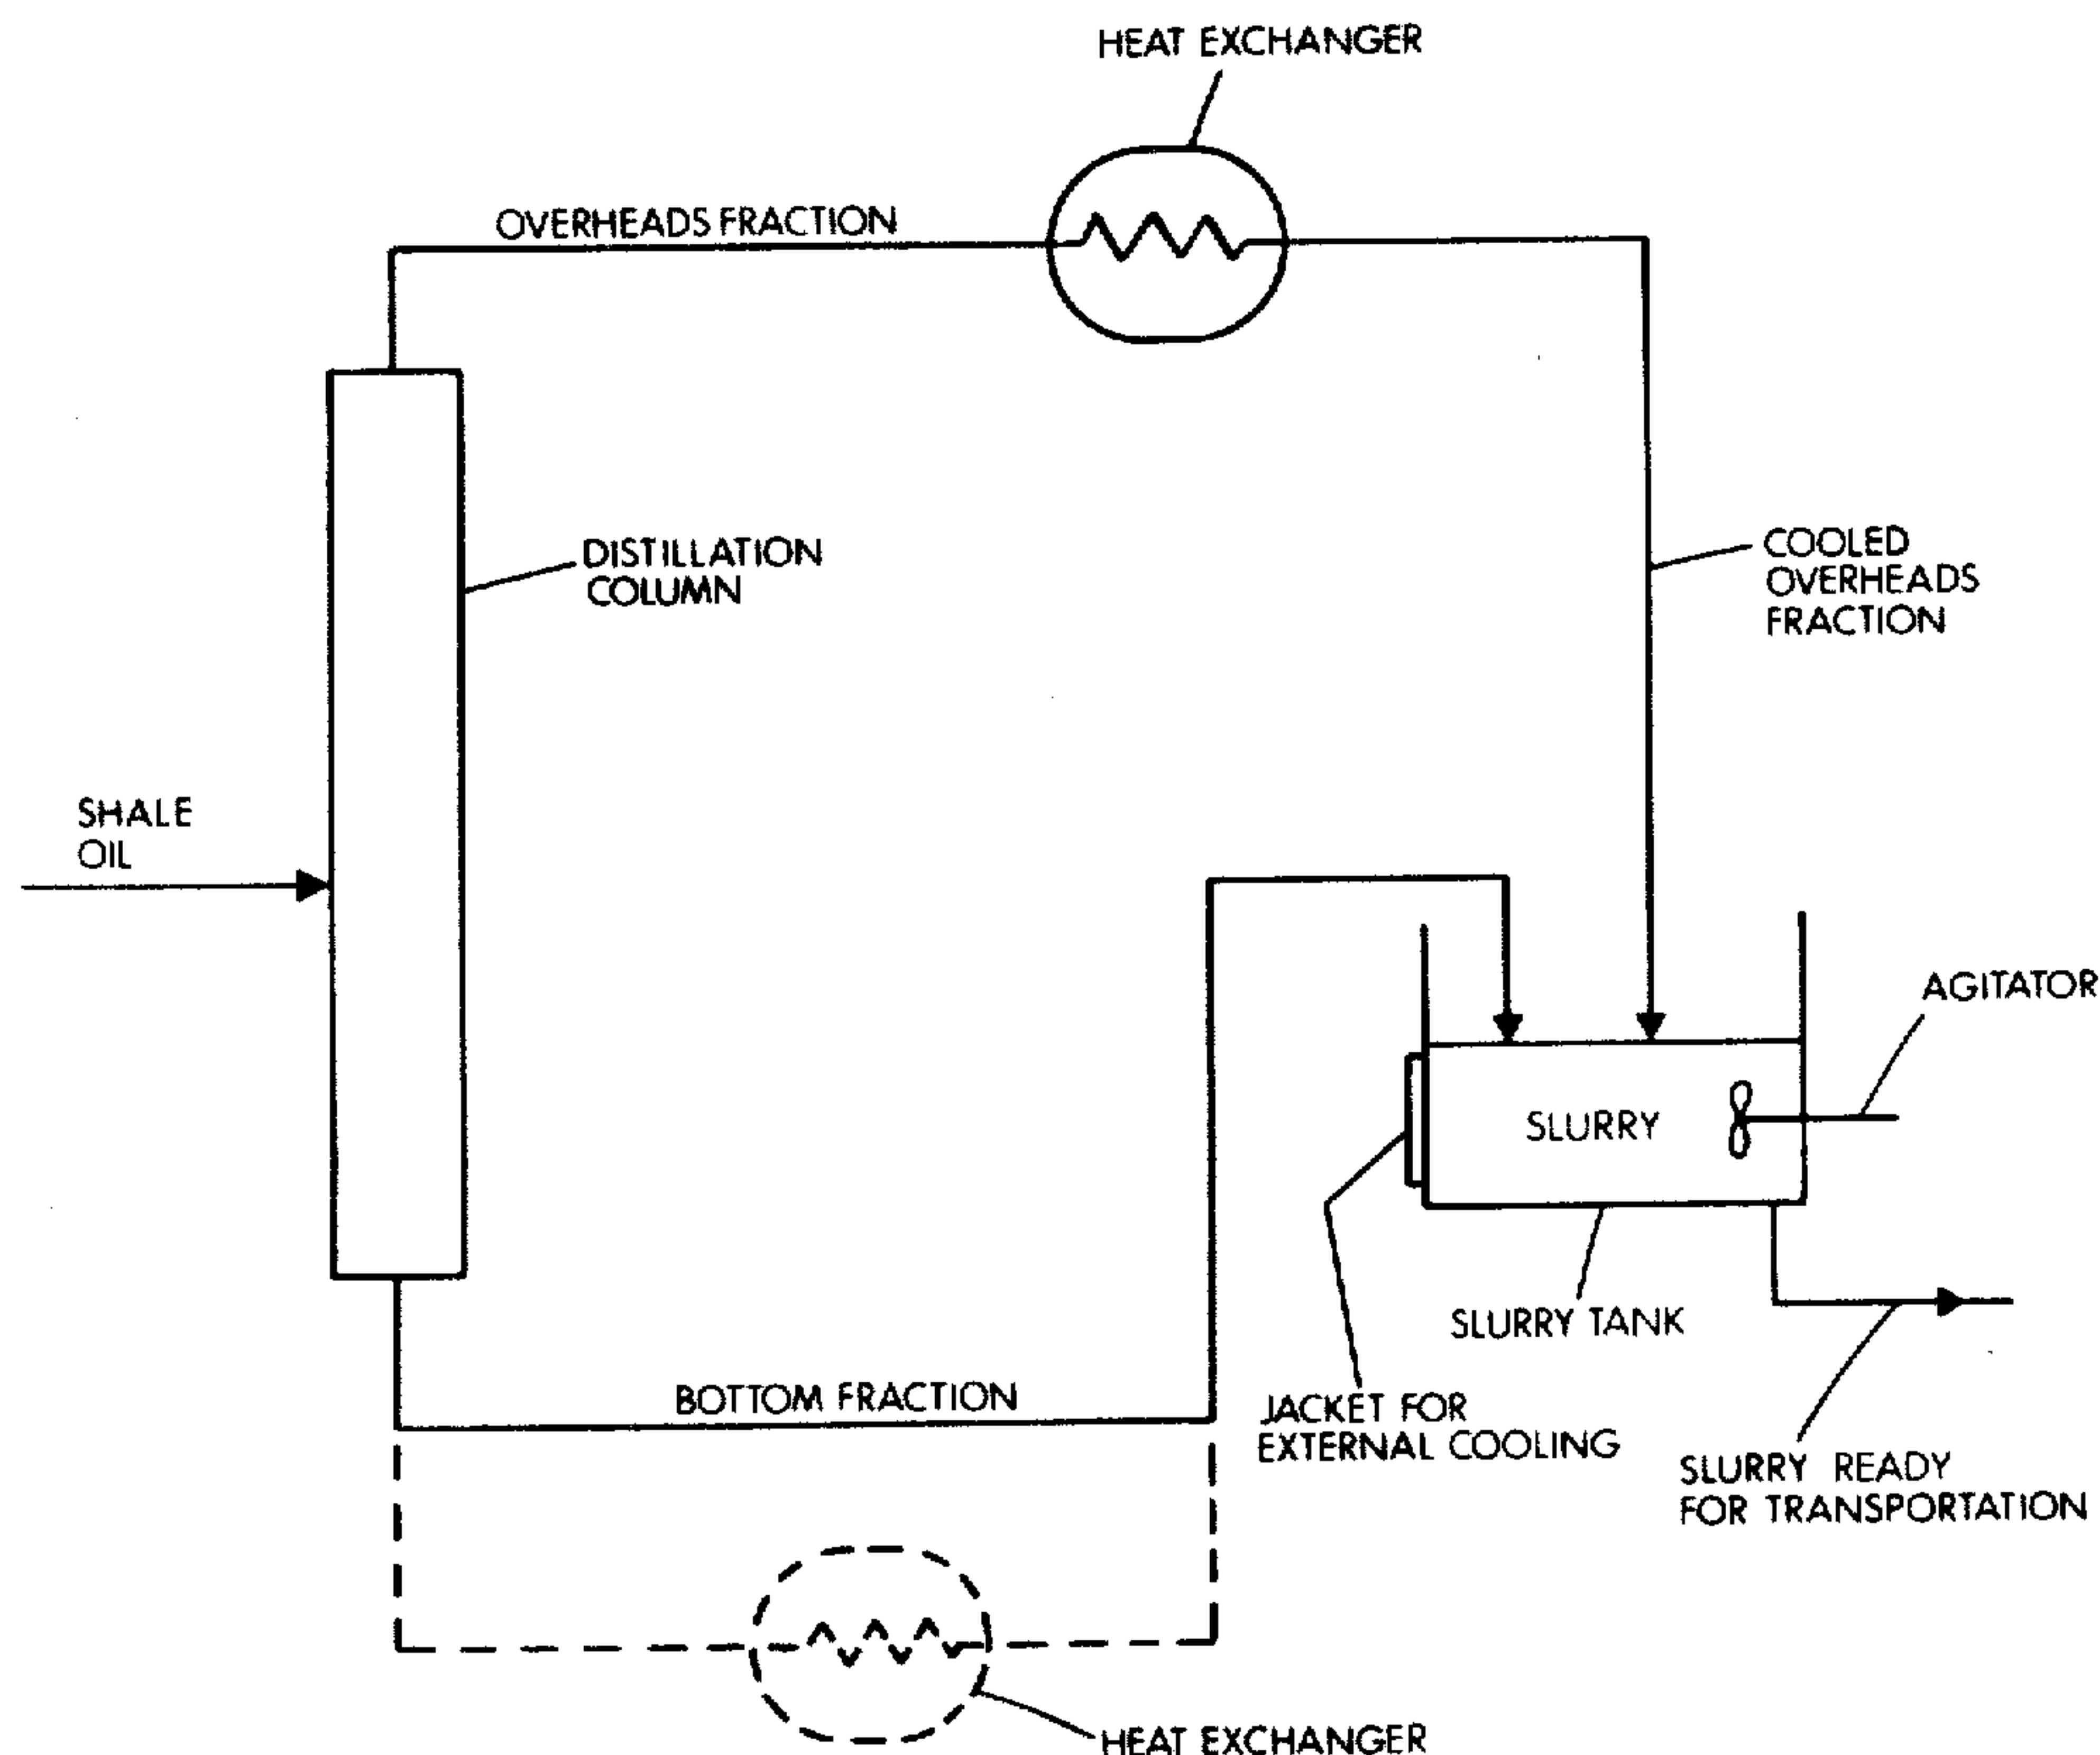 HEAT EXCHANGER
OVERHEADS FRACTION
DISTILLATION
COLUMN
COOLED
OVERHEADS
FRACTION
SHALE
OIL
AGITATOR
SLURRY
SLURRY TANK
BOTTOM FRACTION
JACKET FOR
EXTERNAL COOLING
SLURRY READY
FOR TRANSPORTATION
HEAT EXCHANGER